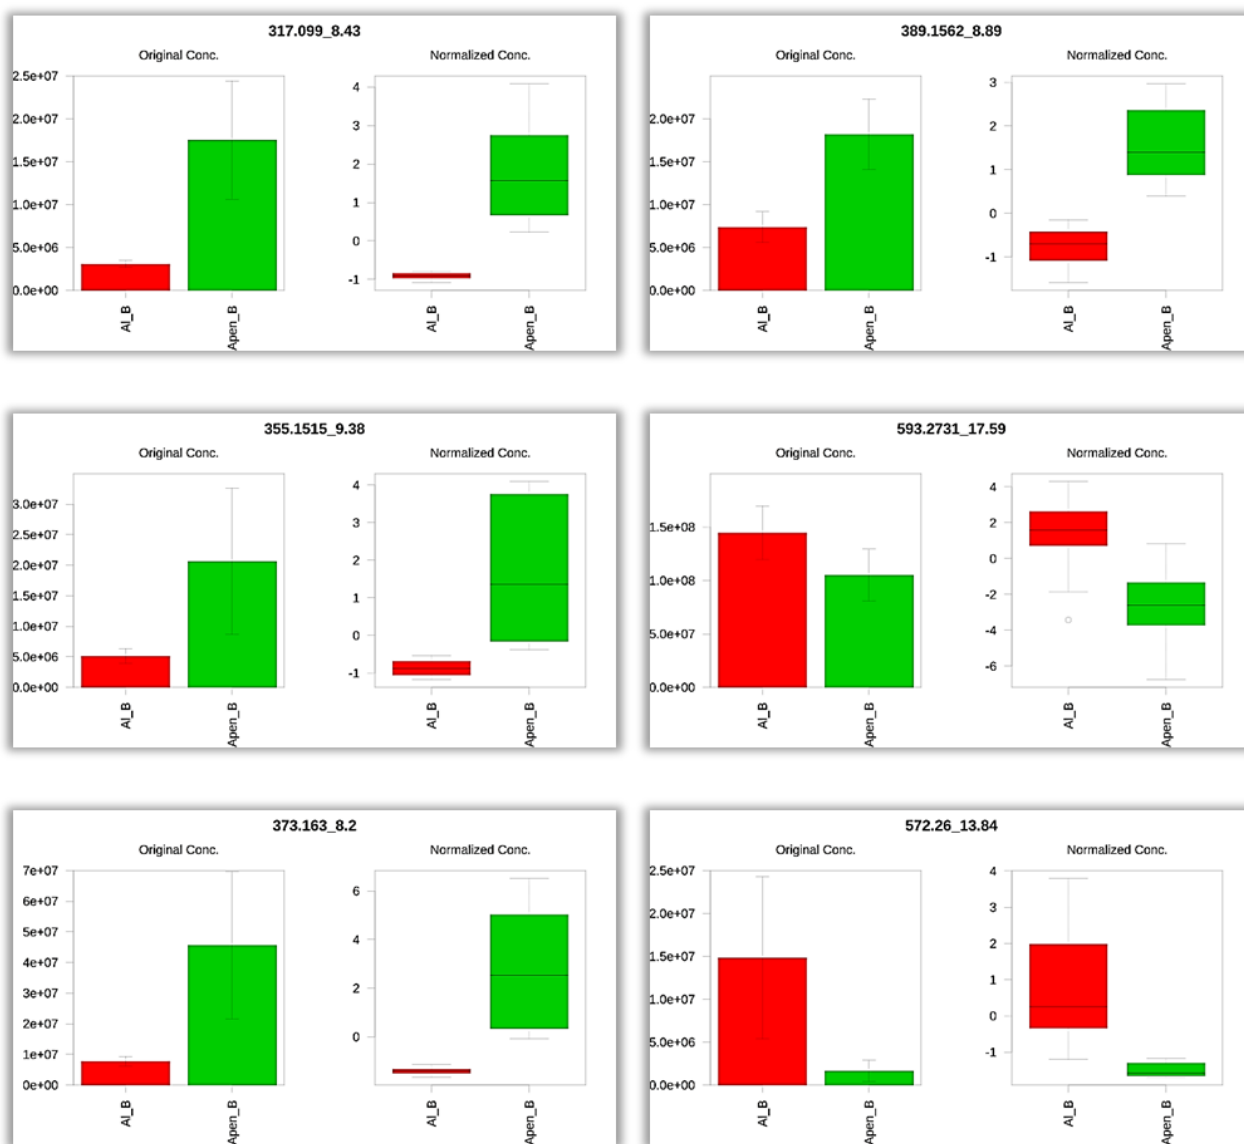 317.099_8.43
Original Conc.
Normalized Conc.
2.5e+07
2.0e+07
1.5e+07
1.0e+07
5.0e+06
0.0e+00
4
3
2
1
0
-1
Al_B
Apen_B
Al_B
Apen_B
389.1562_8.89
Original Conc.
Normalized Conc.
2.0e+07
1.5e+07
1.0e+07
5.0e+06
0.0e+00
3
2
1
0
-1
Al_B
Apen_B
Al_B
Apen_B
355.1515_9.38
Original Conc.
Normalized Conc.
3.0e+07
2.5e+07
2.0e+07
1.5e+07
1.0e+07
5.0e+06
0.0e+00
4
3
2
1
0
-1
Al_B
Apen_B
Al_B
Apen_B
593.2731_17.59
Original Conc.
Normalized Conc.
1.5e+08
1.0e+08
5.0e+07
0.0e+00
4
2
0
-2
-4
-6
Al_B
Apen_B
Al_B
Apen_B
373.163_8.2
Original Conc.
Normalized Conc.
7e+07
6e+07
5e+07
4e+07
3e+07
2e+07
1e+07
0e+00
6
4
2
0
Al_B
Apen_B
Al_B
Apen_B
572.26_13.84
Original Conc.
Normalized Conc.
2.5e+07
2.0e+07
1.5e+07
1.0e+07
5.0e+06
0.0e+00
4
3
2
1
0
-1
Al_B
Apen_B
Al_B
Apen_B